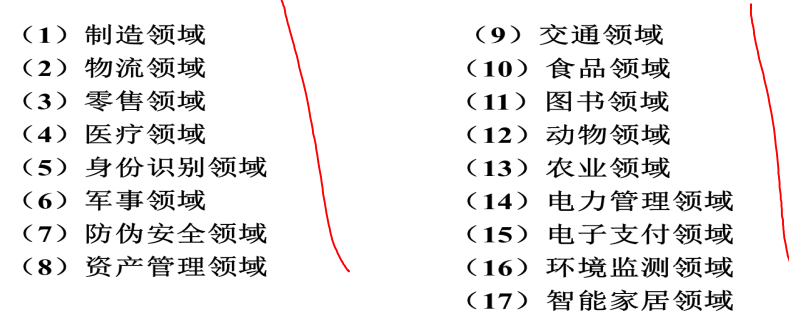 （1）制造领域
（2）物流领域
（3）零售领域
（4）医疗领域
（5）身份识别领域
（6）军事领域
（7）防伪安全领域
（8）资产管理领域
（9）交通领域
（10）食品领域
（11）图书领域
（12）动物领域
（13）农业领域
（14）电力管理领域
（15）电子支付领域
（16）环境监测领域
（17）智能家居领域